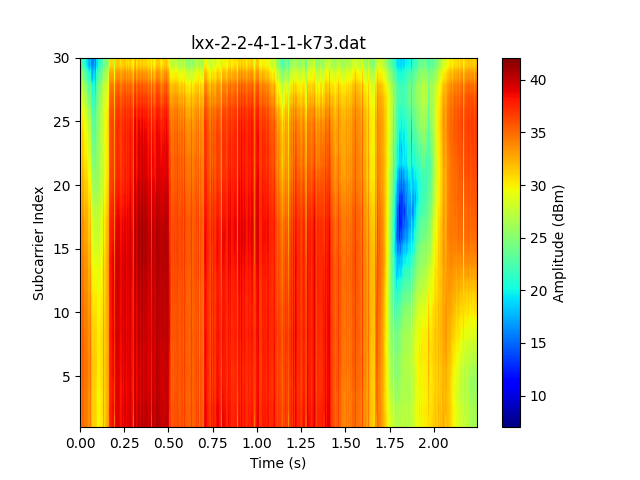 lxx-2-2-4-1-1-k73.dat
30
25
20
15
10
5
Subcarrier Index
0.00 0.25 0.50 0.75 1.00 1.25 1.50 1.75 2.00
Time (s)
40
35
30
25
20
15
10
Amplitude (dBm)